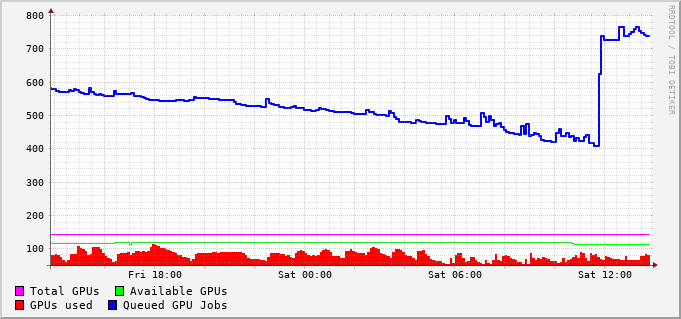 800
700
600
500
400
300
200
100
Fri 18:00 Sat 00:00 Sat 06:00 Sat 12:00
Total GPUs Available GPUs
GPUs used Queued GPU Jobs
RRDTOOL / TOBI OETIKER